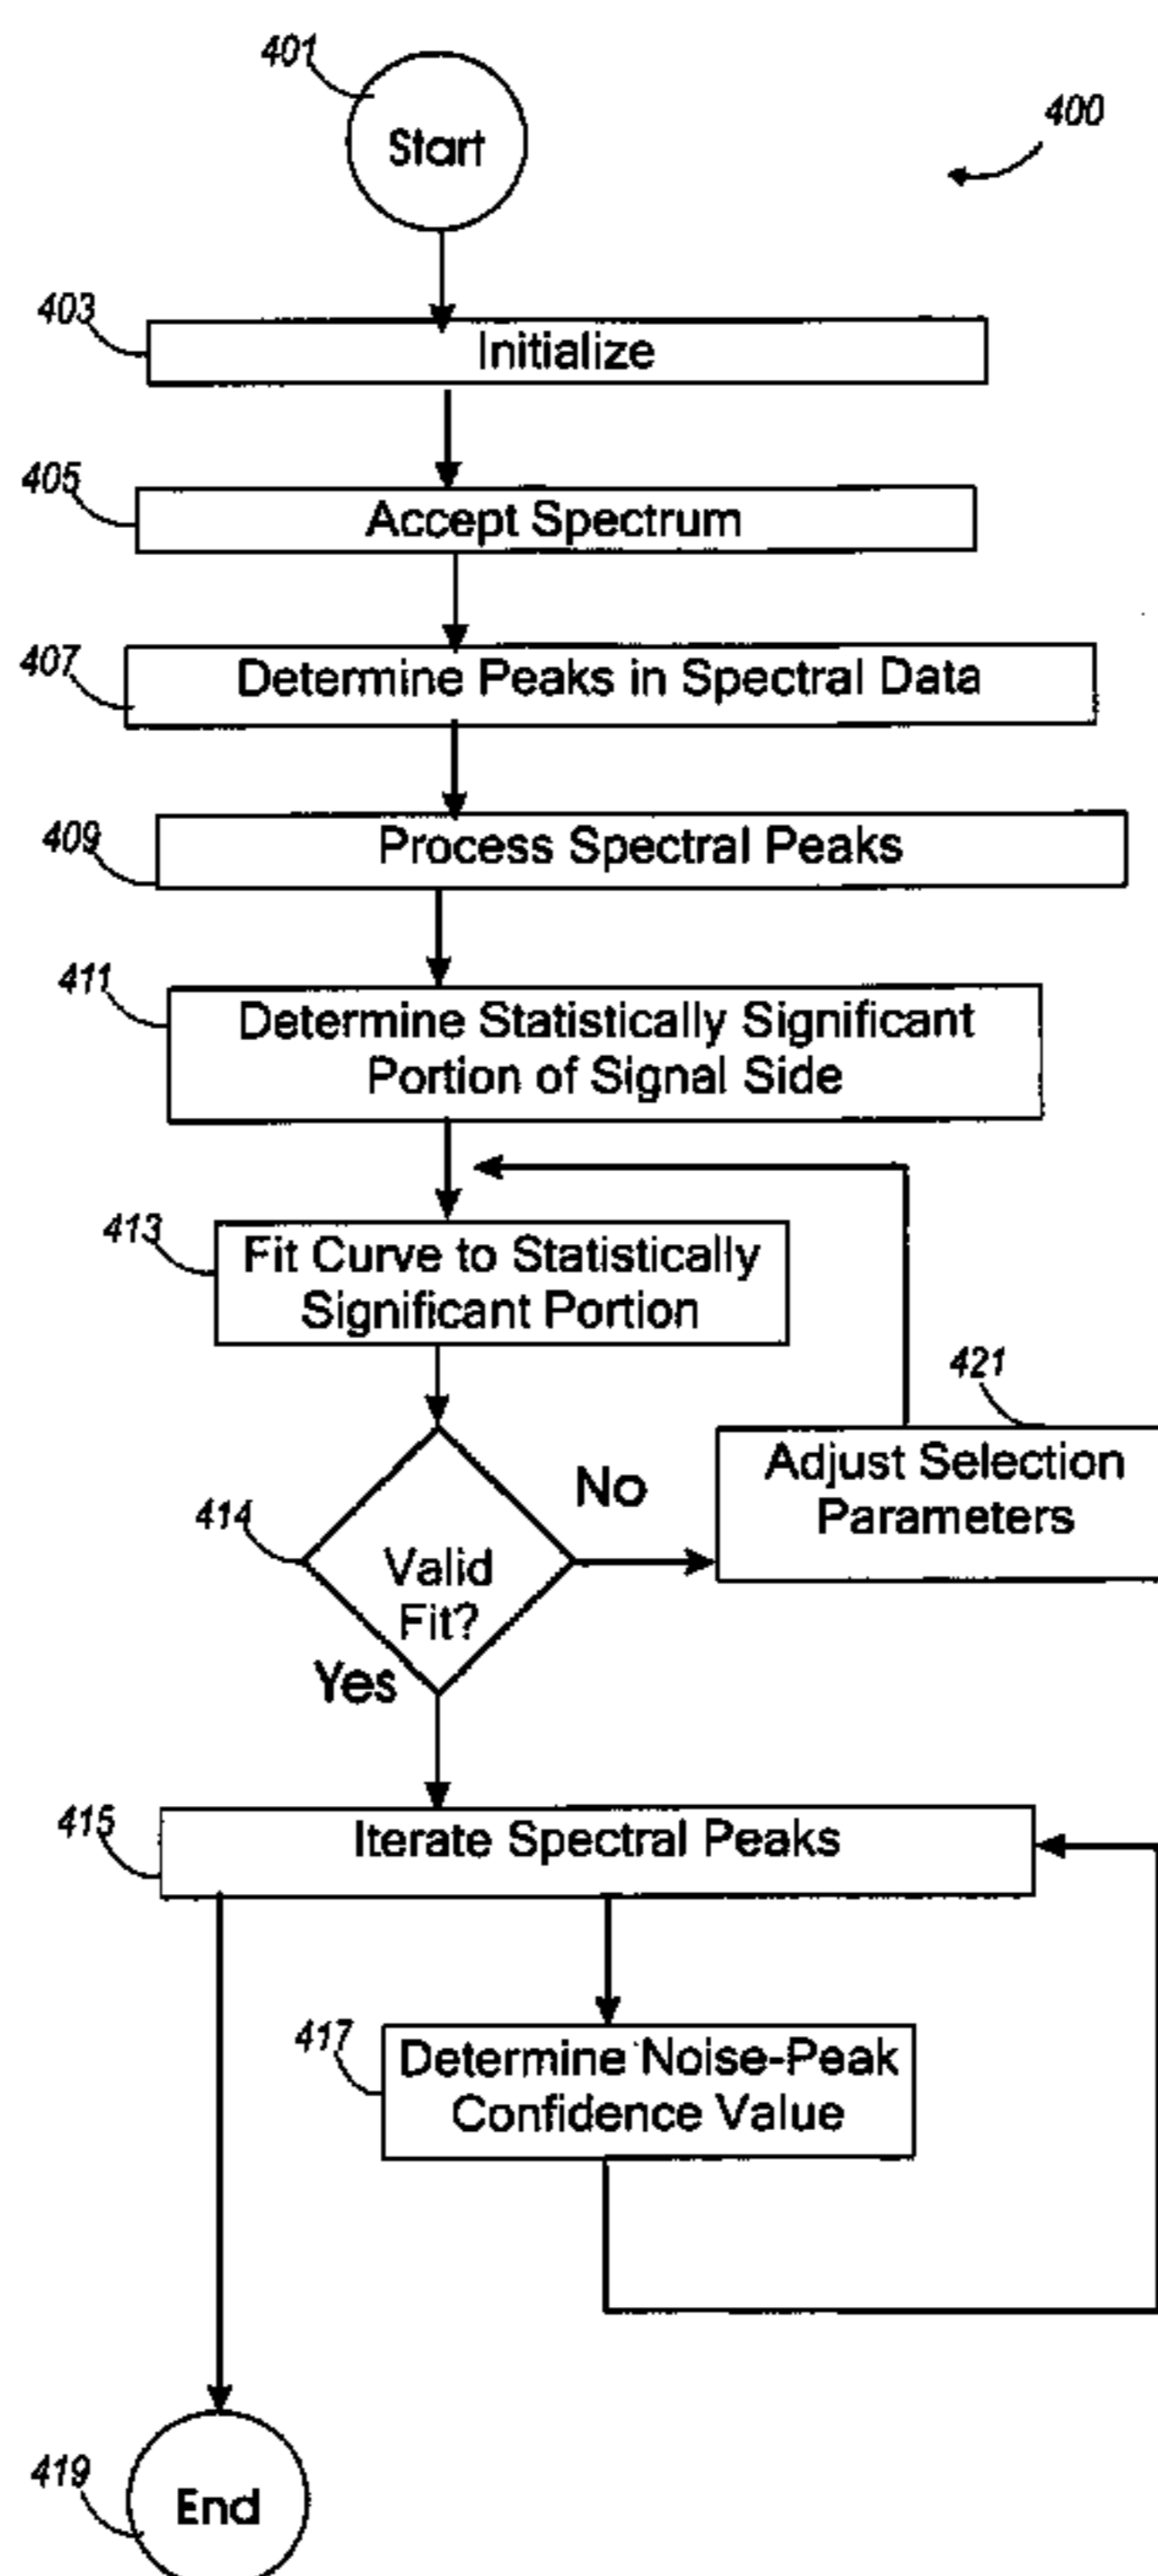 401
Start
400
403
Initialize
405
Accept Spectrum
407
Determine Peaks in Spectral Data
409
Process Spectral Peaks
411
Determine Statistically Significant
Portion of Signal Side
413
Fit Curve to Statistically
Significant Portion
421
Adjust Selection
Parameters
No
414
Valid
Fit?
Yes
415
Iterate Spectral Peaks
417
Determine Noise-Peak
Confidence Value
419
End